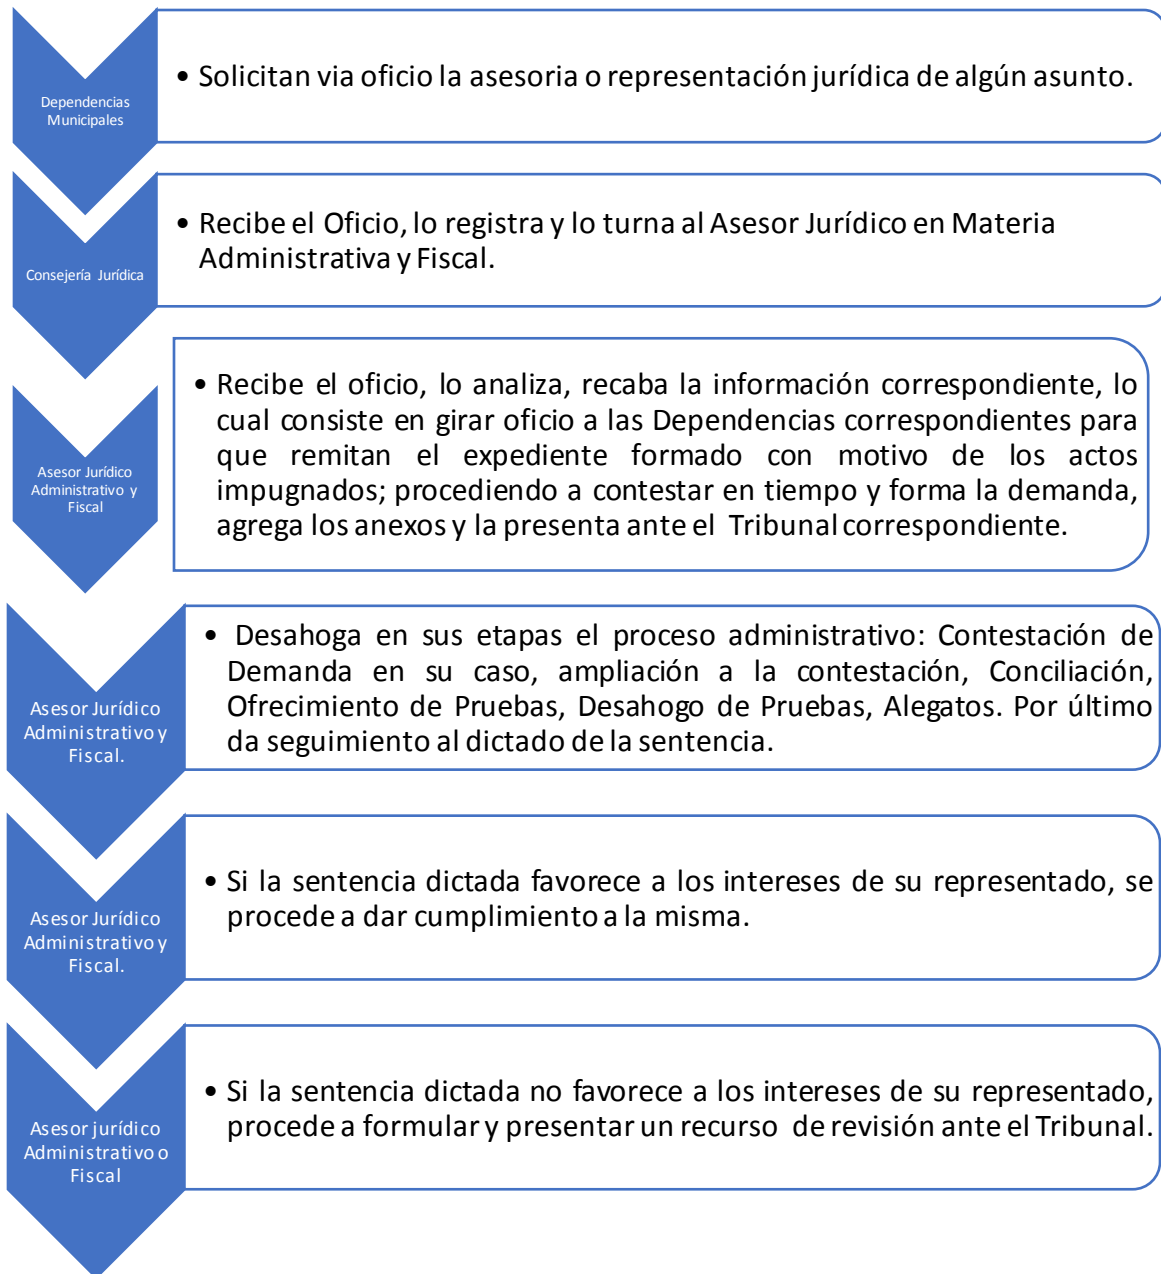 Dependencias
Municipales
• Solicitan via oficio la asesoria o representación jurídica de algún asunto.
Consejería Jurídica
• Recibe el Oficio, lo registra y lo turna al Asesor Jurídico en Materia
Administrativa y Fiscal.
Asesor Jurídico
Administrativo y
Fiscal
• Recibe el oficio, lo analiza, recaba la información correspondiente, lo
cual consiste en girar oficio a las Dependencias correspondientes para
que remitan el expediente formado con motivo de los actos
impugnados; procediendo a contestar en tiempo y forma la demanda,
agrega los anexos y la presenta ante el Tribunal correspondiente.
Asesor Jurídico
Administrativo y
Fiscal.
• Desahoga en sus etapas el proceso administrativo: Contestación de
Demanda en su caso, ampliación a la contestación, Conciliación,
Ofrecimiento de Pruebas, Desahogo de Pruebas, Alegatos. Por último
da seguimiento al dictado de la sentencia.
Asesor Jurídico
Administrativo y
Fiscal.
• Si la sentencia dictada favorece a los intereses de su representado, se
procede a dar cumplimiento a la misma.
Asesor jurídico
Administrativo o
Fiscal
• Si la sentencia dictada no favorece a los intereses de su representado,
procede a formular y presentar un recurso de revisión ante el Tribunal.